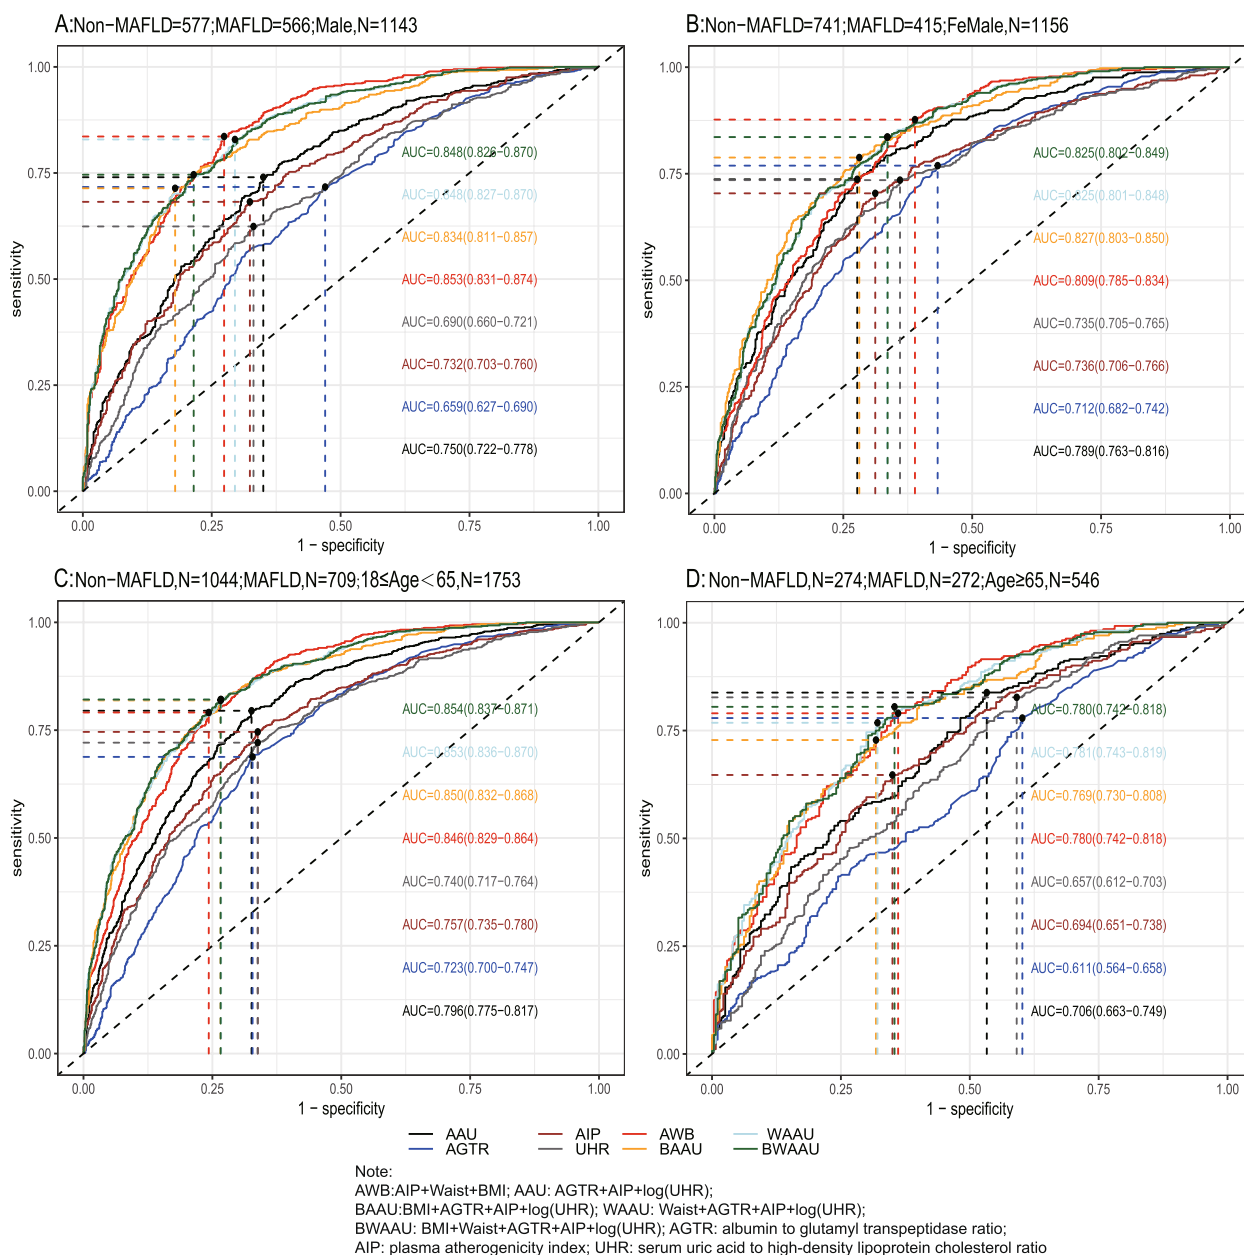 A:Non−MAFLD=577;MAFLD=566;Male,N=1143
1.00
0.75
0.50
0.25
0.00
sensitivity
AUC=0.848(0.826−0.870)
AUC=0.848(0.827−0.870)
AUC=0.834(0.811−0.857)
AUC=0.853(0.831−0.874)
AUC=0.690(0.660−0.721)
AUC=0.732(0.703−0.760)
AUC=0.659(0.627−0.690)
AUC=0.750(0.722−0.778)
0.00 0.25 0.50 0.75 1.00
1 − specificity
B:Non−MAFLD=741;MAFLD=415;FeMale,N=1156
1.00
0.75
0.50
0.25
0.00
sensitivity
AUC=0.825(0.802−0.849)
AUC=0.825(0.801−0.848)
AUC=0.827(0.803−0.850)
AUC=0.809(0.785−0.834)
AUC=0.735(0.705−0.765)
AUC=0.736(0.706−0.766)
AUC=0.712(0.682−0.742)
AUC=0.789(0.763−0.816)
0.00 0.25 0.50 0.75 1.00
1 − specificity
C:Non−MAFLD,N=1044;MAFLD,N=709;18≤Age<65,N=1753
1.00
0.75
0.50
0.25
0.00
sensitivity
AUC=0.854(0.837−0.871)
AUC=0.853(0.836−0.870)
AUC=0.850(0.832−0.868)
AUC=0.846(0.829−0.864)
AUC=0.740(0.717−0.764)
AUC=0.757(0.735−0.780)
AUC=0.723(0.700−0.747)
AUC=0.796(0.775−0.817)
0.00 0.25 0.50 0.75 1.00
1 − specificity
D: Non−MAFLD,N=274;MAFLD,N=272;Age≥65,N=546
1.00
0.75
0.50
0.25
0.00
sensitivity
AUC=0.780(0.742−0.818)
AUC=0.781(0.743−0.819)
AUC=0.769(0.730−0.808)
AUC=0.780(0.742−0.818)
AUC=0.657(0.612−0.703)
AUC=0.694(0.651−0.738)
AUC=0.611(0.564−0.658)
AUC=0.706(0.663−0.749)
0.00 0.25 0.50 0.75 1.00
1 − specificity
AAU AIP AWB WAAU
AGTR UHR BAAU BWAAU
Note:
AWB:AIP+Waist+BMI; AAU: AGTR+AIP+log(UHR);
BAAU:BMI+AGTR+AIP+log(UHR); WAAU: Waist+AGTR+AIP+log(UHR);
BWAAU: BMI+Waist+AGTR+AIP+log(UHR); AGTR: albumin to glutamyl transpeptidase ratio;
AIP: plasma atherogenicity index; UHR: serum uric acid to high-density lipoprotein cholesterol ratio